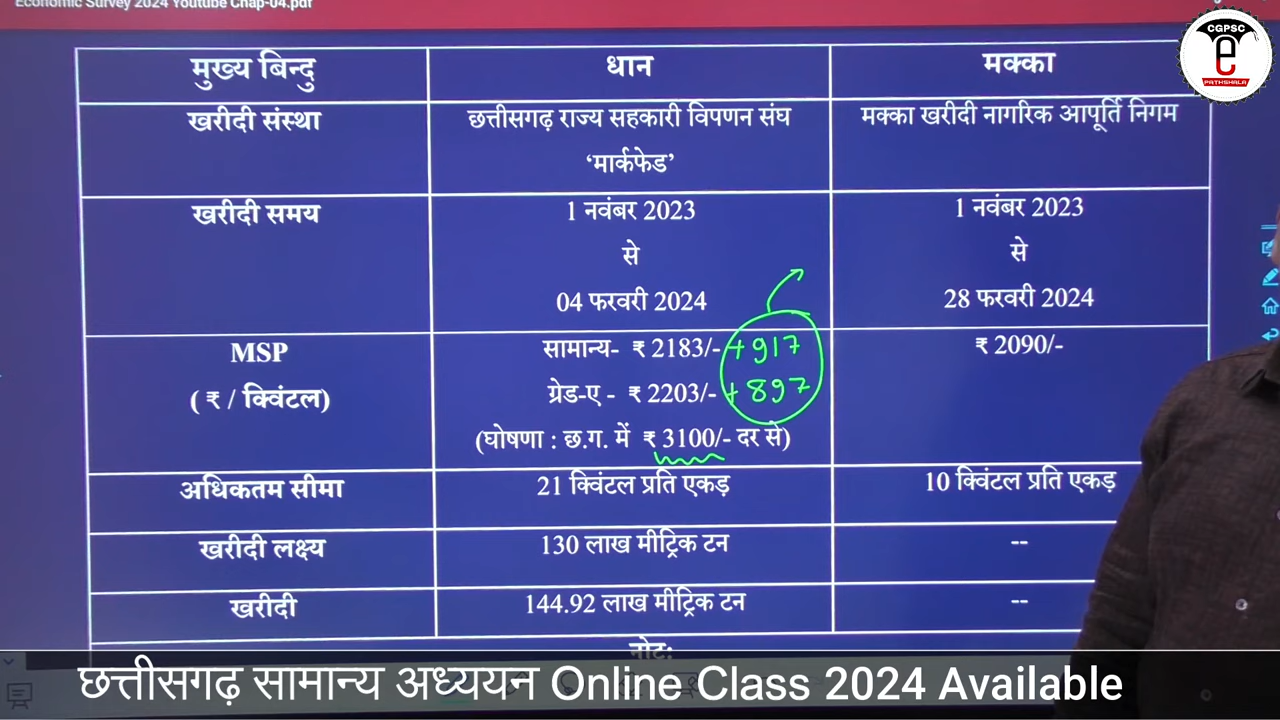 Economic Survey 2024 Youtube Chap-04.pdf
CGPSC
e
PATHSHALA
मुख्य बिन्दु धान मक्का
खरीदी संस्था छत्तीसगढ़ राज्य सहकारी विपणन संघ मक्का खरीदी नागरिक आपूर्ति निगम
‘मार्कफेड’
खरीदी समय 1 नवंबर 2023 1 नवंबर 2023
से से
04 फरवरी 2024 28 फरवरी 2024
MSP सामान्य- ₹ 2183/- +917 ₹ 2090/-
( ₹ / क्विंटल) ग्रेड-ए - ₹ 2203/- +897
(घोषणा : छ.ग. में ₹ 3100/- दर से)
अधिकतम सीमा 21 क्विंटल प्रति एकड़ 10 क्विंटल प्रति एकड़
खरीदी लक्ष्य 130 लाख मीट्रिक टन --
खरीदी 144.92 लाख मीट्रिक टन --
नोट:
छत्तीसगढ़ सामान्य अध्ययन Online Class 2024 Available